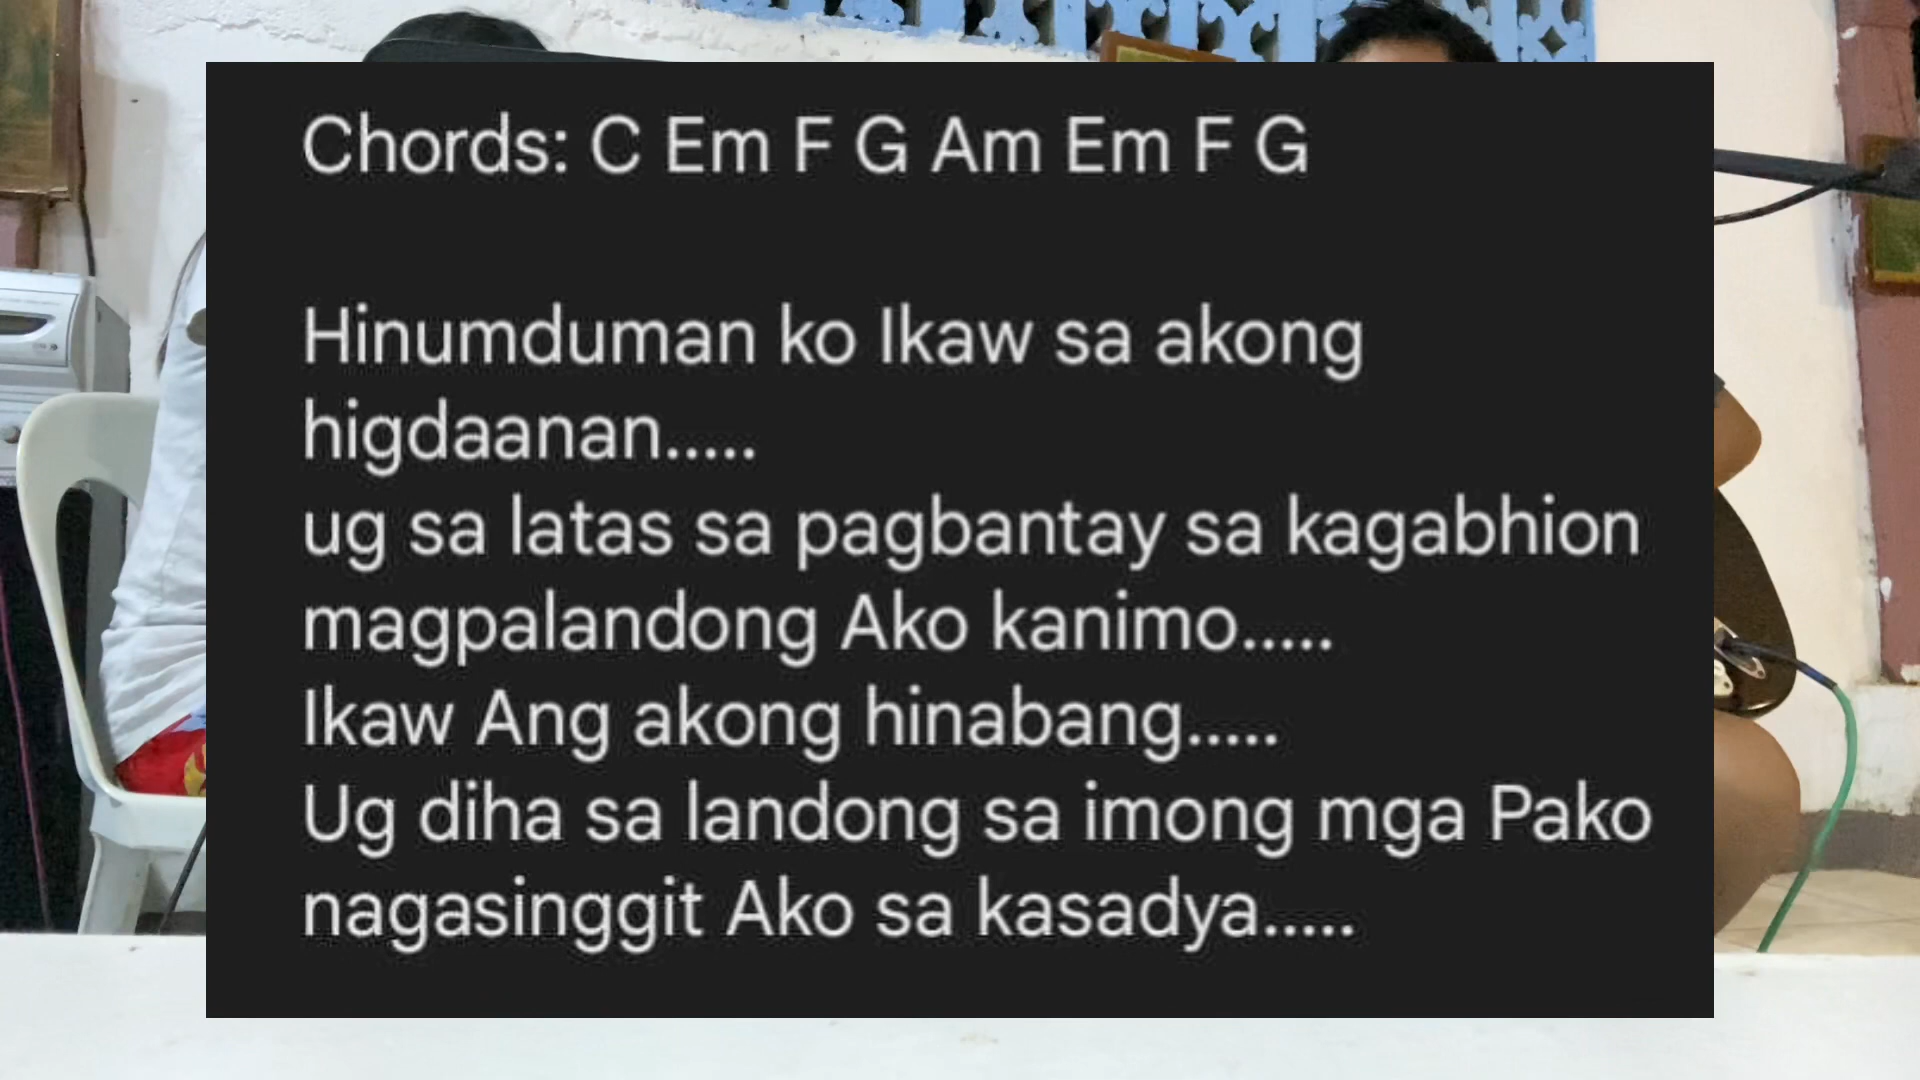 Chords: C Em F G Am Em F G
Hinumduman ko Ikaw sa akong
higdaanan.....
ug sa latas sa pagbantay sa kagabhion
magpalandong Ako kanimo.....
Ikaw Ang akong hinabang.....
Ug diha sa landong sa imong mga Pako
nagasinggit Ako sa kasadya.....